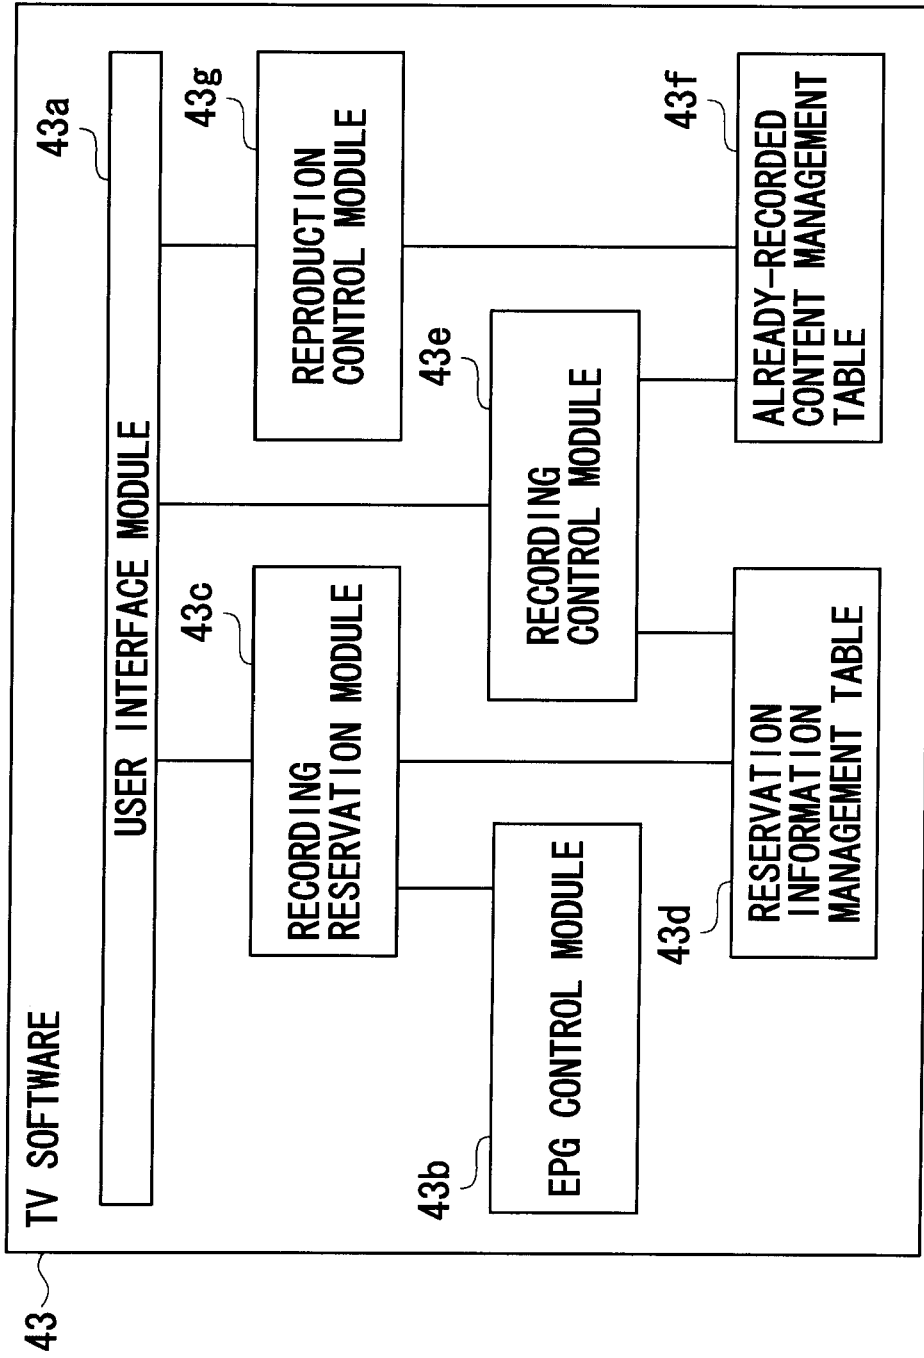 43
TV SOFTWARE
43a
USER INTERFACE MODULE
43c
RECORDING
RESERVATION MODULE
43g
REPRODUCTION
CONTROL MODULE
43b
EPG CONTROL MODULE
43e
RECORDING
CONTROL MODULE
43d
RESERVATION
INFORMATION
MANAGEMENT TABLE
43f
ALREADY-RECORDED
CONTENT MANAGEMENT
TABLE